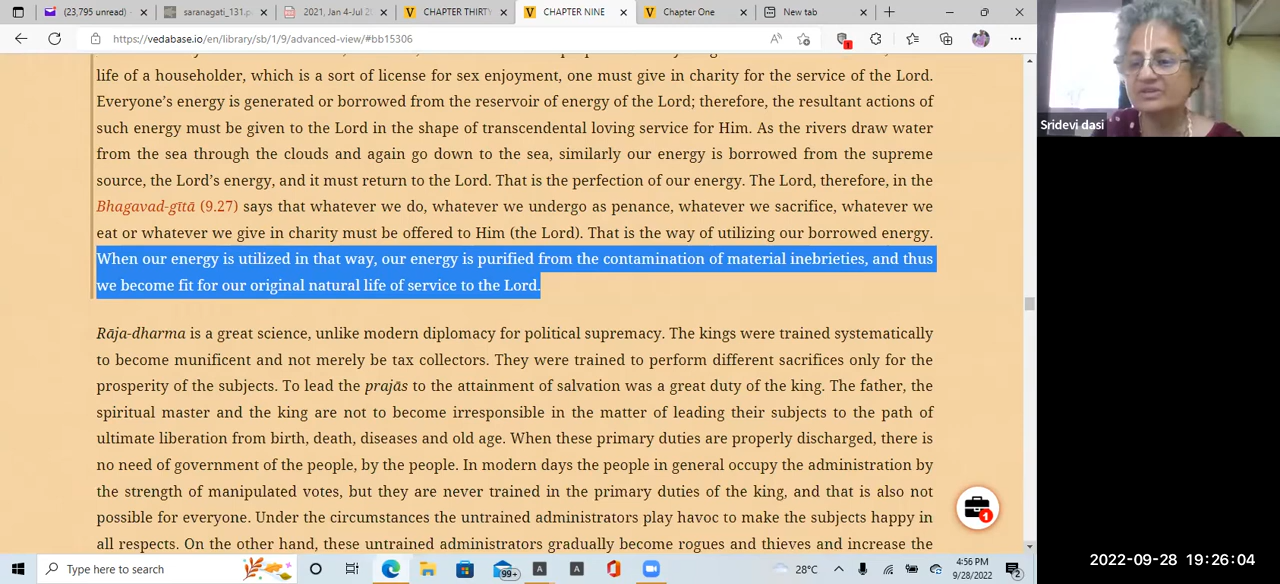 (23,795 unread)
saranagati_131.p
2021, Jan 4-Jul 2
CHAPTER THIRTY
CHAPTER NINE
Chapter One
New tab
https://vedabase.io/en/library/sb/1/9/advanced-view/#bb15306
life of a householder, which is a sort of license for sex enjoyment, one must give in charity for the service of the Lord.
Everyone's energy is generated or borrowed from the reservoir of energy of the Lord; therefore, the resultant actions of
such energy must be given to the Lord in the shape of transcendental loving service for Him. As the rivers draw water
from the sea through the clouds and again go down to the sea, similarly our energy is borrowed from the supreme
source, the Lord's energy, and it must return to the Lord. That is the perfection of our energy. The Lord, therefore, in the
Bhagavad-gītā (9.27) says that whatever we do, whatever we undergo as penance, whatever we sacrifice, whatever we
eat or whatever we give in charity must be offered to Him (the Lord). That is the way of utilizing our borrowed energy.
When our energy is utilized in that way, our energy is purified from the contamination of material inebrieties, and thus
we become fit for our original natural life of service to the Lord.
Rāja-dharma is a great science, unlike modern diplomacy for political supremacy. The kings were trained systematically
to become munificent and not merely be tax collectors. They were trained to perform different sacrifices only for the
prosperity of the subjects. To lead the prajās to the attainment of salvation was a great duty of the king. The father, the
spiritual master and the king are not to become irresponsible in the matter of leading their subjects to the path of
ultimate liberation from birth, death, diseases and old age. When these primary duties are properly discharged, there is
no need of government of the people, by the people. In modern days the people in general occupy the administration by
the strength of manipulated votes, but they are never trained in the primary duties of the king, and that is also not
possible for everyone. Under the circumstances the untrained administrators play havoc to make the subjects happy in
all respects. On the other hand, these untrained administrators gradually become rogues and thieves and increase the
Sridevi dasi
1
Type here to search
99+
28°C
4:56 PM
9/28/2022
2
2022-09-28 19:26:04